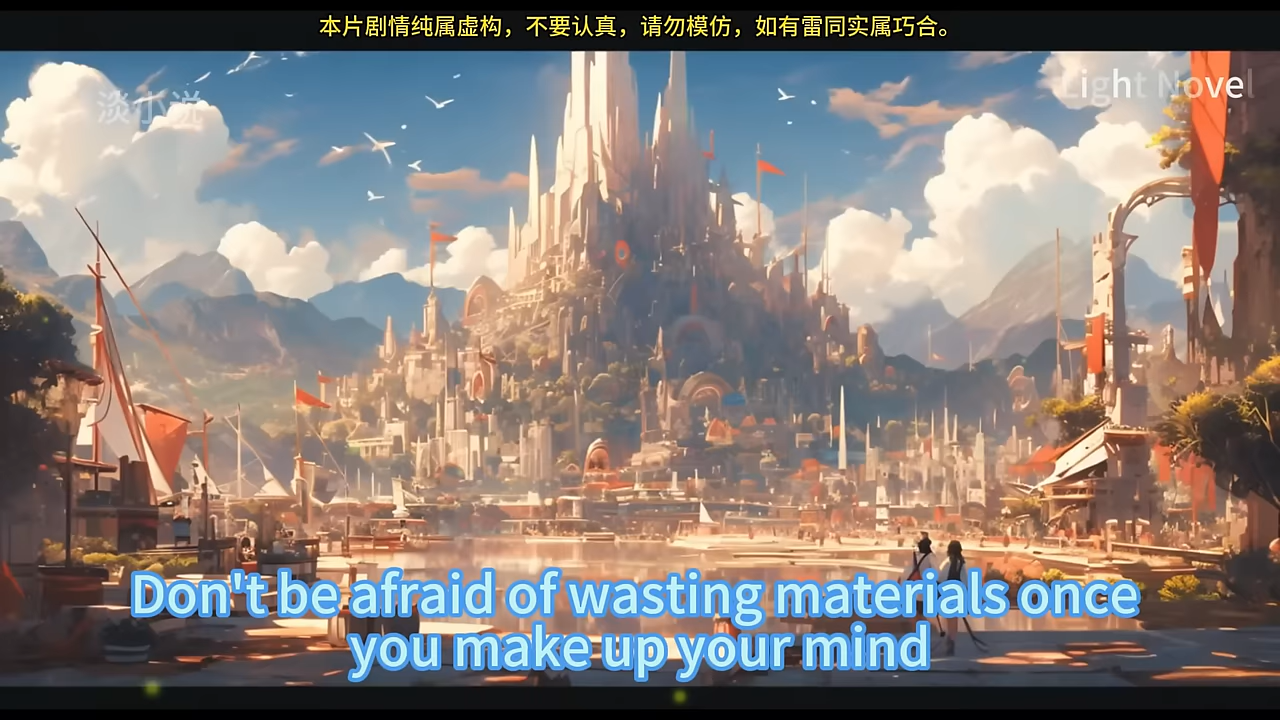 本片剧情纯属虚构，不要认真，请勿模仿，如有雷同实属巧合。
淡小说
Light Novel
Don't be afraid of wasting materials once
you make up your mind